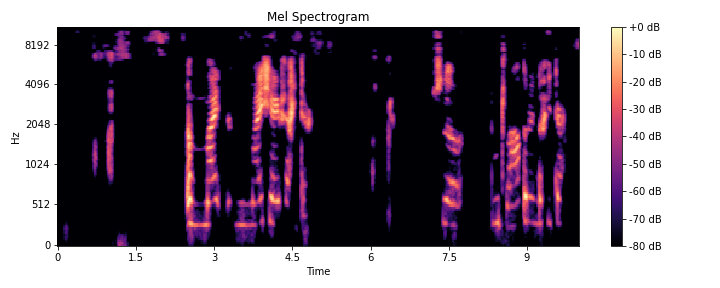 Mel Spectrogram
8192
4096
2048
1024
512
0
Hz
0 1.5 3 4.5 6 7.5 9
Time
+0 dB
-10 dB
-20 dB
-30 dB
-40 dB
-50 dB
-60 dB
-70 dB
-80 dB